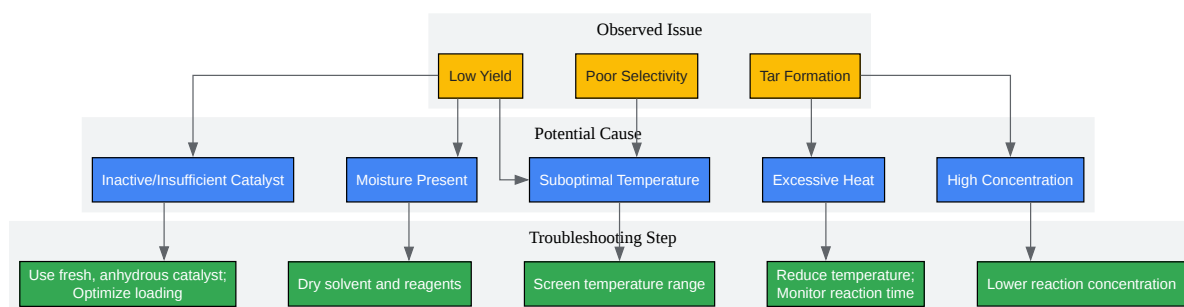 Observed Issue
Low Yield
Poor Selectivity
Tar Formation
Potential Cause
Inactive/Insufficient Catalyst
Moisture Present
Suboptimal Temperature
Excessive Heat
High Concentration
Troubleshooting Step
Use fresh, anhydrous catalyst;
Optimize loading
Dry solvent and reagents
Screen temperature range
Reduce temperature;
Monitor reaction time
Lower reaction concentration